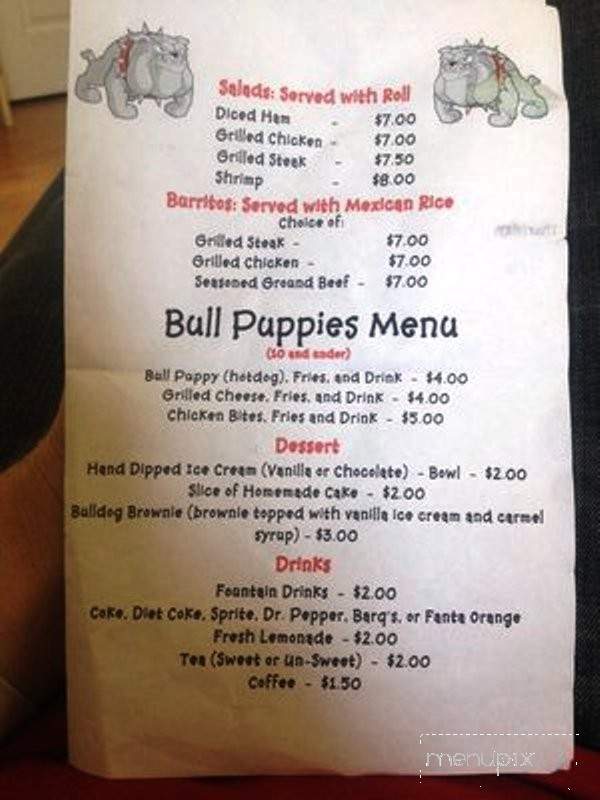 Salads: Served with Roll
Diced Ham - $7.00
Grilled Chicken - $7.00
Grilled Steak - $7.50
Shrimp - $8.00
Burritos: Served with Mexican Rice
Choice of:
Grilled Steak - $7.00
Grilled Chicken - $7.00
Seasoned Ground Beef - $7.00
Bull Puppies Menu
(10 and under)
Bull Puppy (hotdog), Fries, and Drink - $4.00
Grilled Cheese, Fries, and Drink - $4.00
Chicken Bites, Fries and Drink - $5.00
Dessert
Hand Dipped Ice Cream (Vanilla or Chocolate) - Bowl - $2.00
Slice of Homemade Cake - $2.00
Bulldog Brownie (brownie topped with vanilla ice cream and carmel
syrup) - $3.00
Drinks
Fountain Drinks - $2.00
Coke, Diet Coke, Sprite, Dr. Pepper, Barq's, or Fanta Orange
Fresh Lemonade - $2.00
Tea (Sweet or Un-Sweet) - $2.00
Coffee - $1.50
menupix